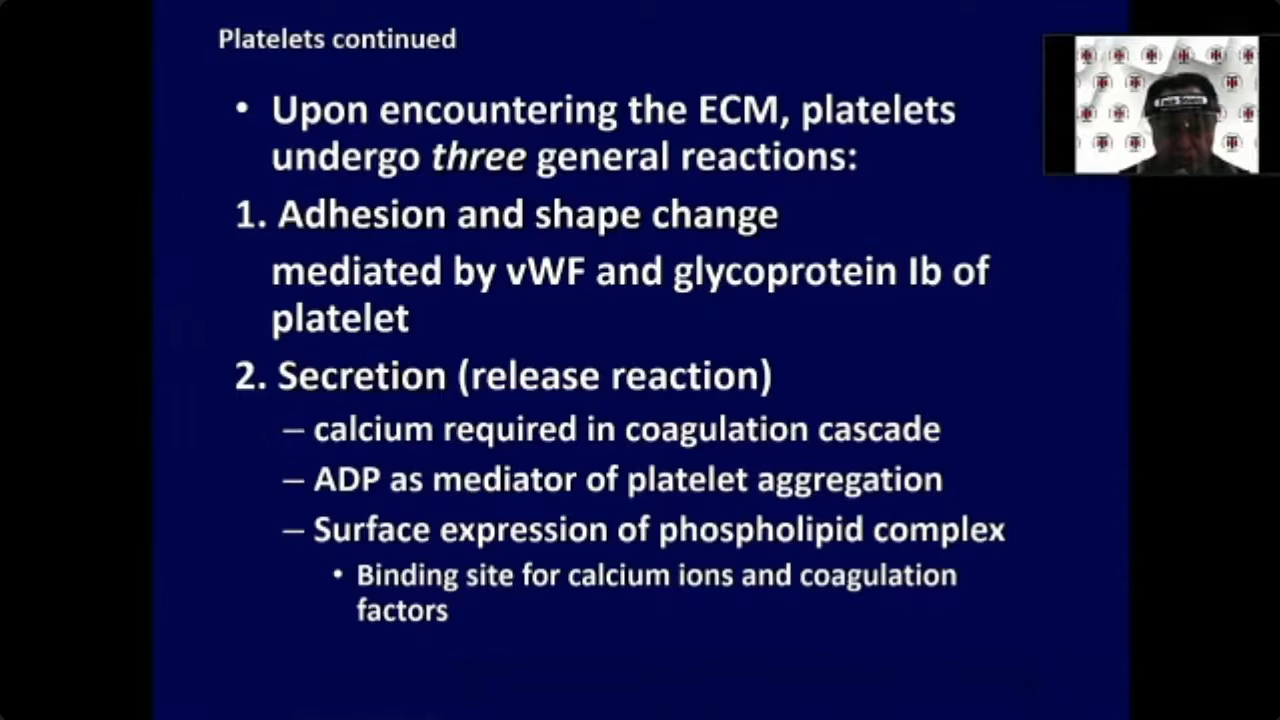 Platelets continued
• Upon encountering the ECM, platelets
undergo three general reactions:
1. Adhesion and shape change
mediated by vWF and glycoprotein Ib of
platelet
2. Secretion (release reaction)
– calcium required in coagulation cascade
– ADP as mediator of platelet aggregation
– Surface expression of phospholipid complex
• Binding site for calcium ions and coagulation
factors